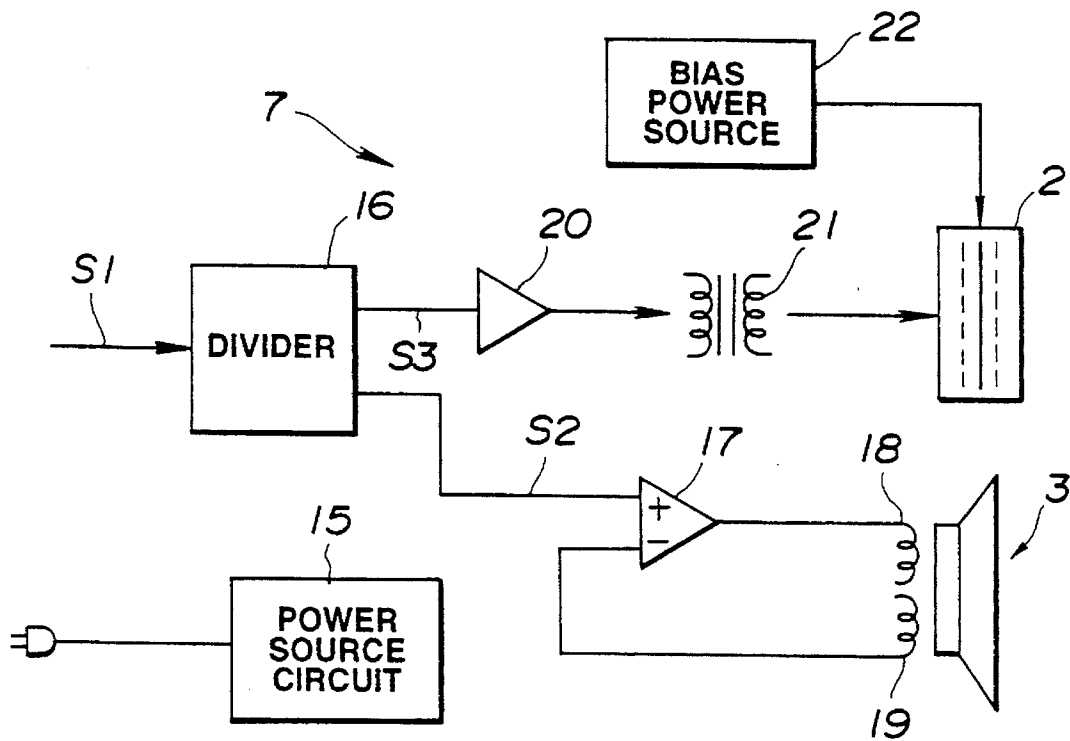 22
BIAS
POWER
SOURCE
7
2
16
20
21
S1
DIVIDER
S3
S2
17
18
3
+
−
15
POWER
SOURCE
CIRCUIT
19